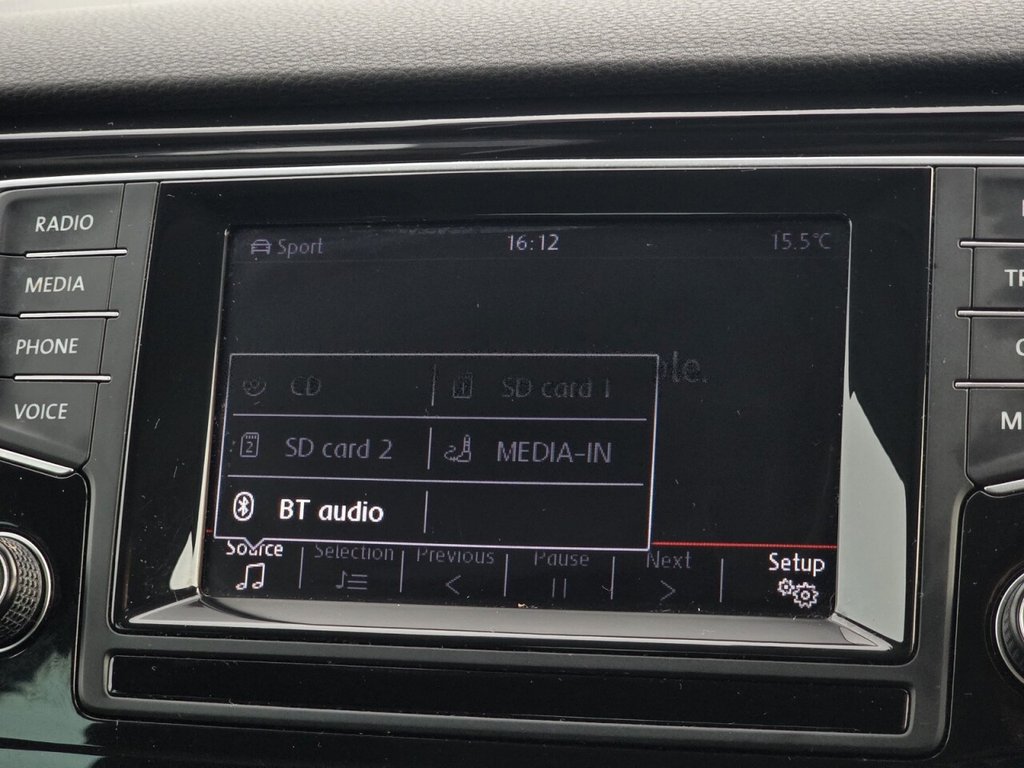 RADIO
MEDIA
PHONE
VOICE
Sport 16:12 15.5°C
CD SD card 1
SD card 2 MEDIA-IN
BT audio
Source Selection Previous Pause Next Setup